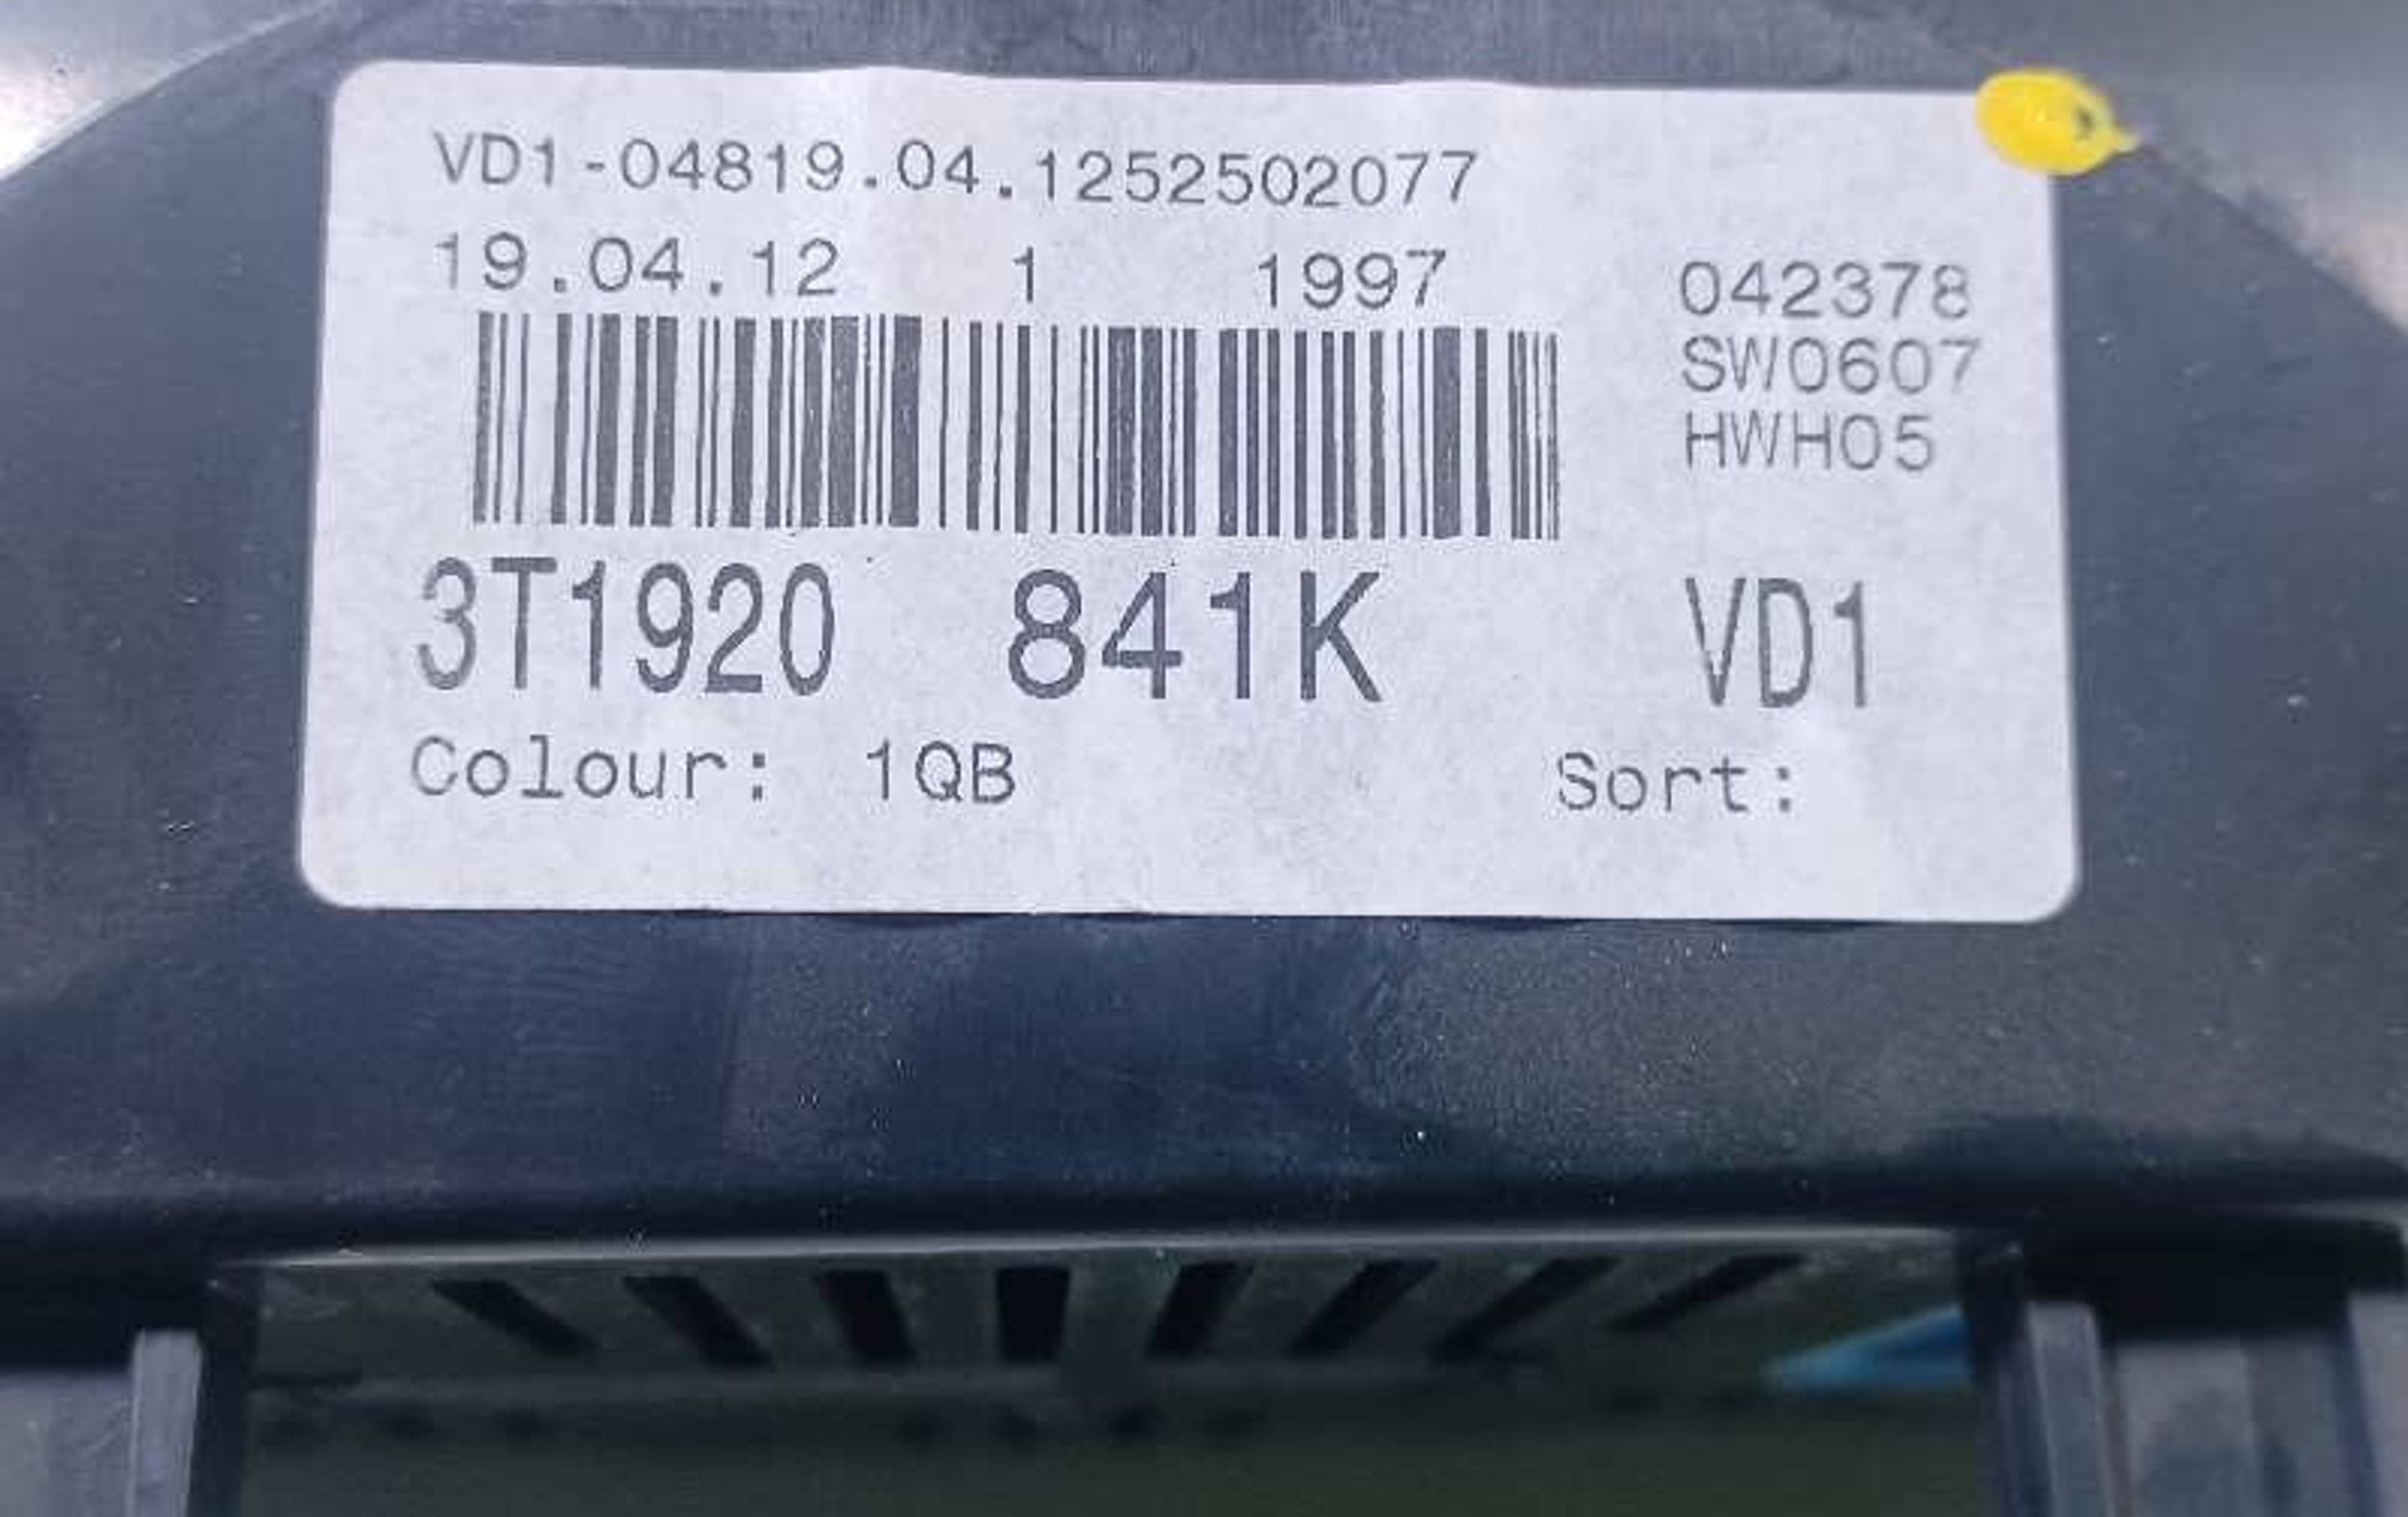 VD1-04819.04.1252502077
19.04.12 1 1997
042378
SW0607
HWH05
3T1920 841K VD1
Colour: 1QB Sort: